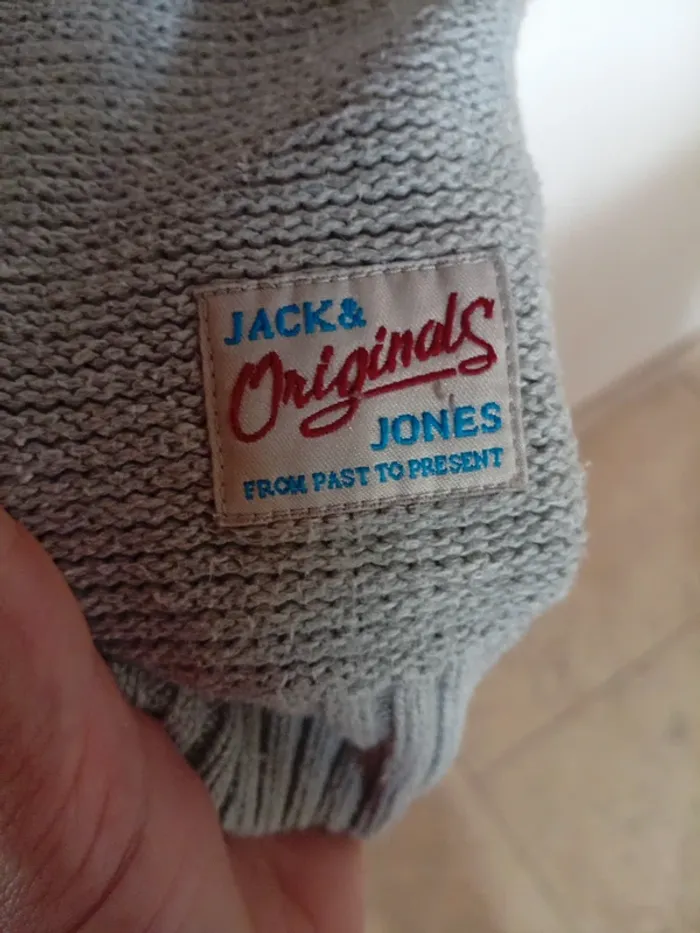 JACK&
Originals
JONES
FROM PAST TO PRESENT